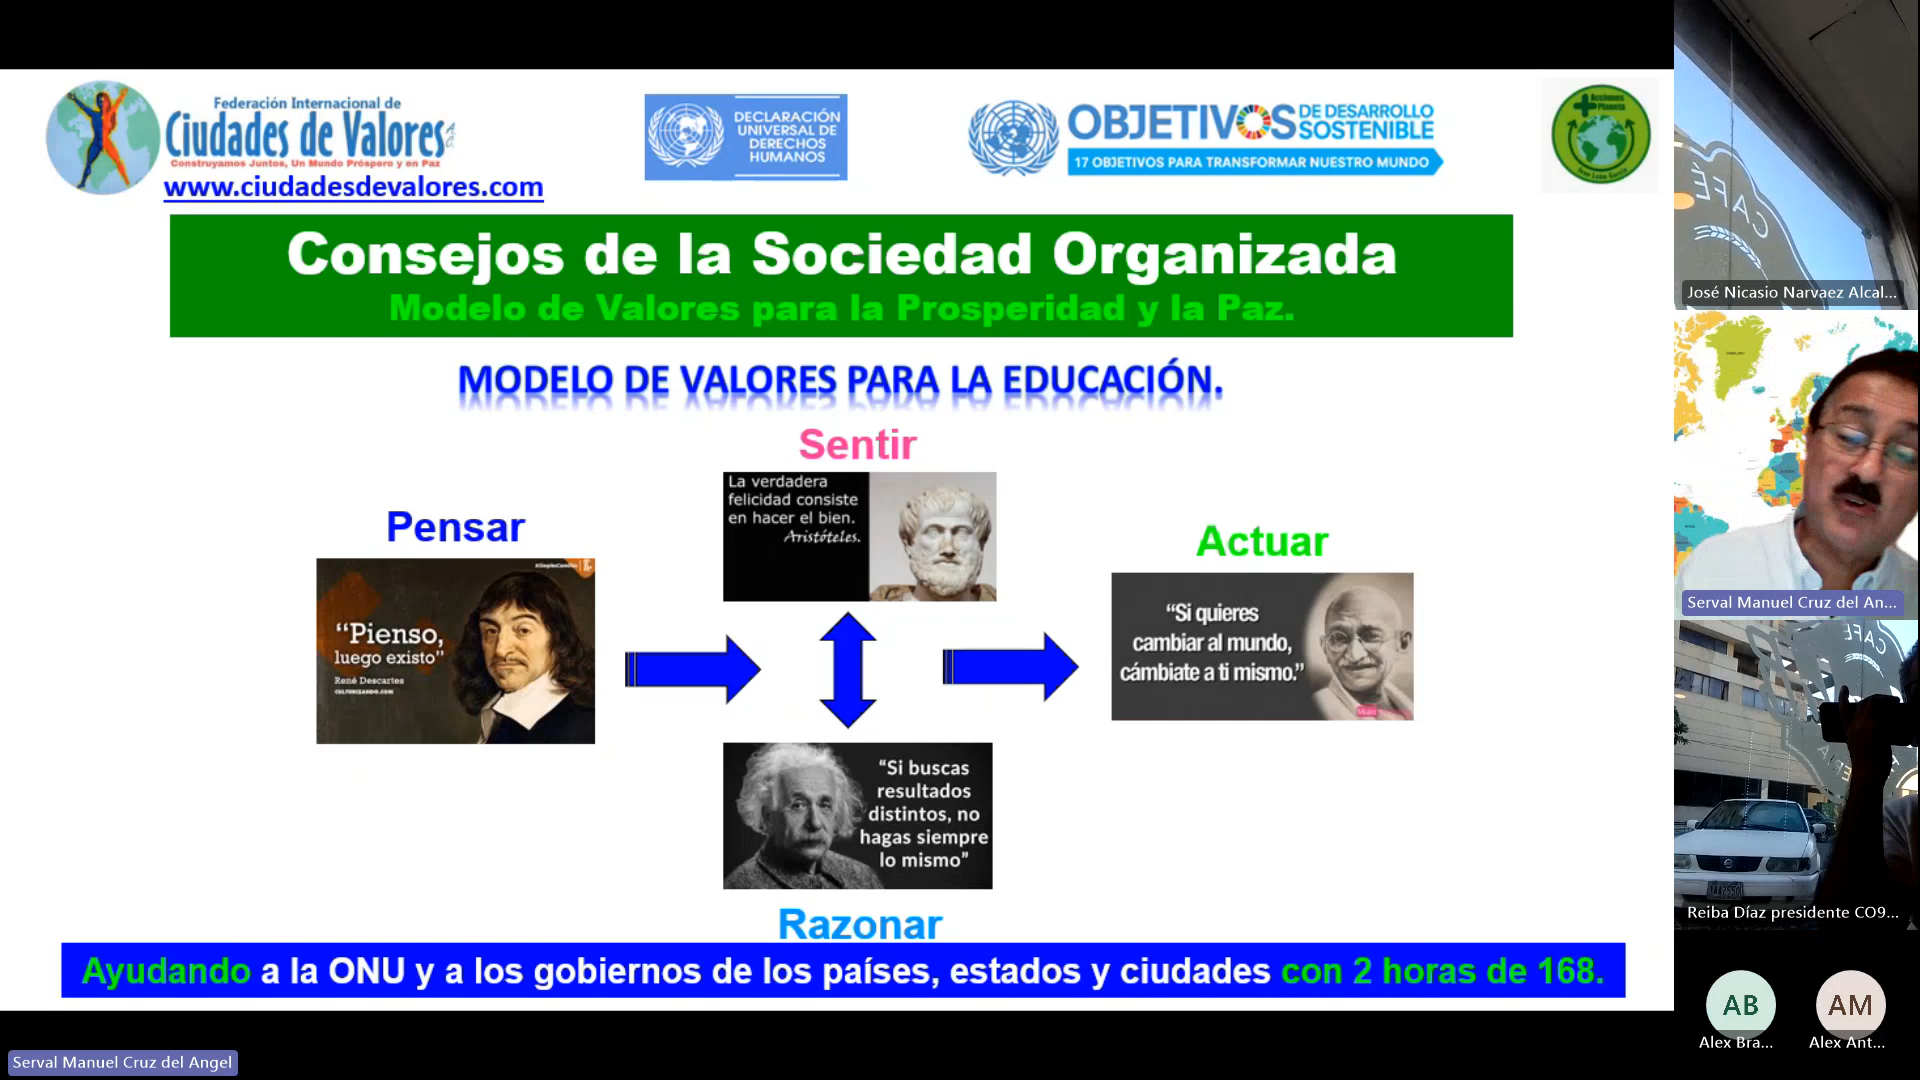 Federación Internacional de
Ciudades de Valores A.C.
Construyamos Juntos, Un Mundo Próspero y en Paz
www.ciudadesdevalores.com
DECLARACIÓN
UNIVERSAL DE
DERECHOS
HUMANOS
OBJETIVOS DE DESARROLLO
SOSTENIBLE
17 OBJETIVOS PARA TRANSFORMAR NUESTRO MUNDO
Acciones
Planeta
Consejos de la Sociedad Organizada
Modelo de Valores para la Prosperidad y la Paz.
MODELO DE VALORES PARA LA EDUCACIÓN.
Sentir
La verdadera
felicidad consiste
en hacer el bien.
Aristóteles.
Pensar
“Pienso,
luego existo”
René Descartes
CULTURIZANDO.COM
Actuar
“Si quieres
cambiar al mundo,
cámbiate a ti mismo.”
“Si buscas
resultados
distintos, no
hagas siempre
lo mismo”
Razonar
Ayudando a la ONU y a los gobiernos de los países, estados y ciudades con 2 horas de 168.
Serval Manuel Cruz del Angel
CAFÉ
José Nicasio Narvaez Alcal...
Serval Manuel Cruz del An...
CAFÉ
Reiba Díaz presidente CO9...
AB
AM
Alex Bra...
Alex Ant...